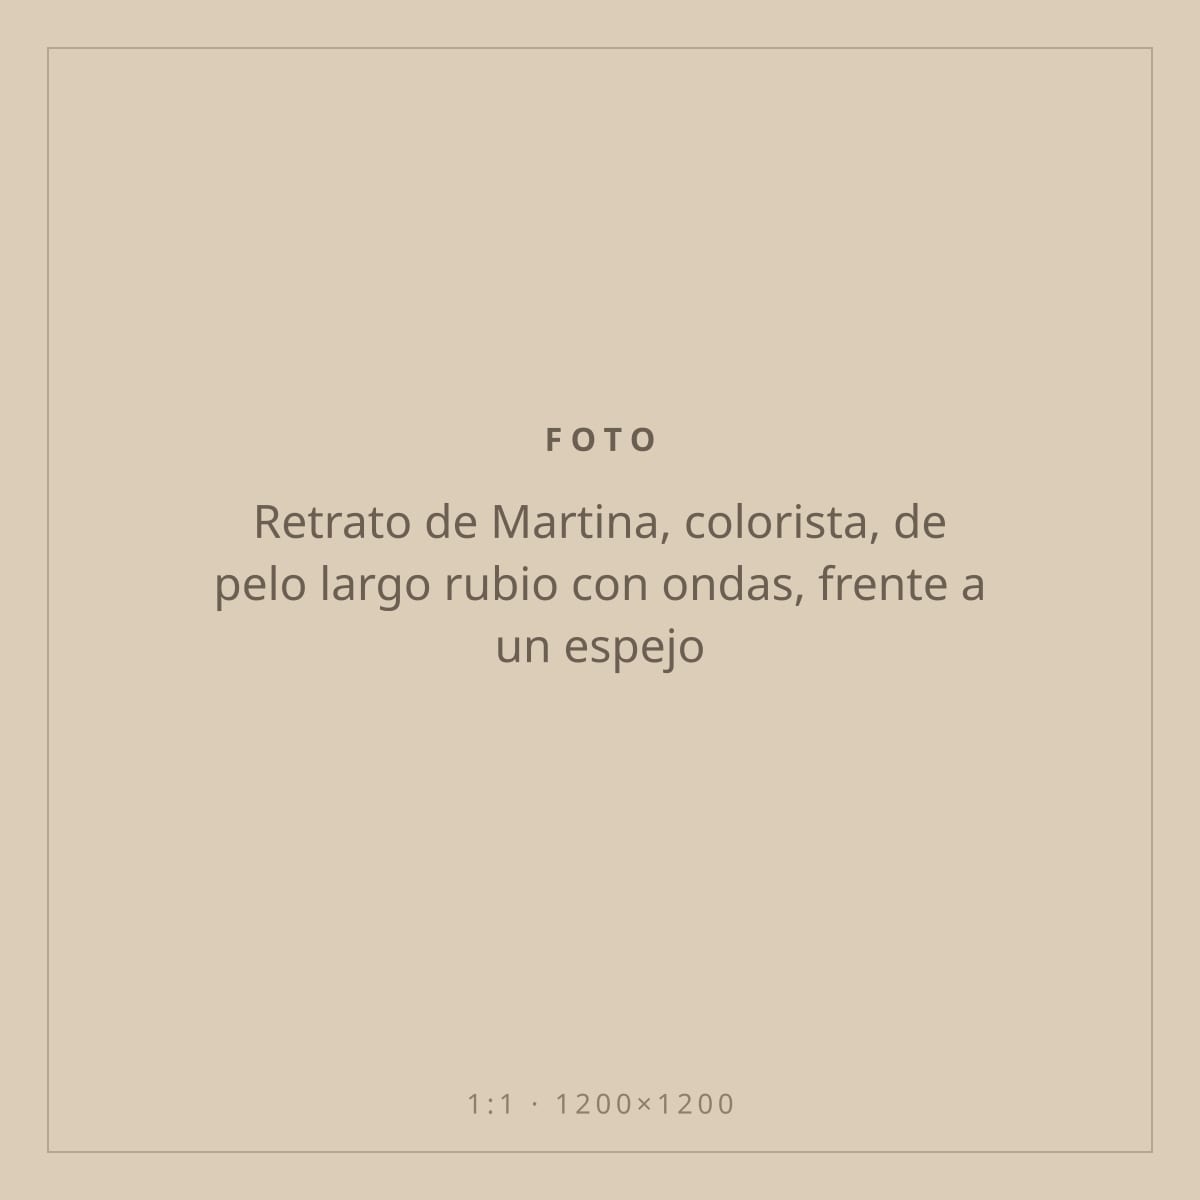 FOTO
Retrato de Martina, colorista, de
pelo largo rubio con ondas, frente a
un espejo
1:1 · 1200×1200